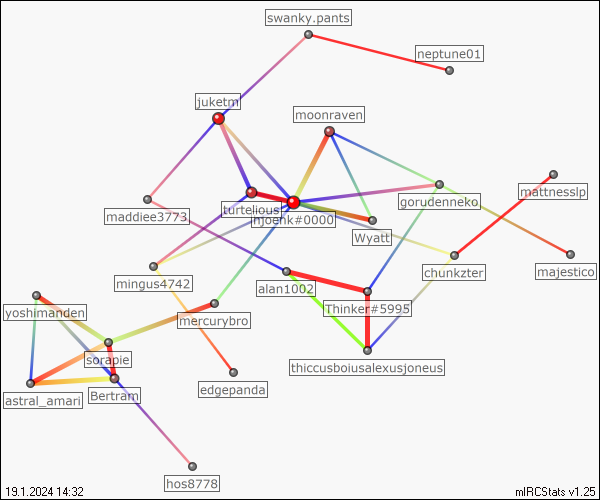 swanky.pants
neptune01
juketm
moonraven
mattnesslp
turtelious
njoehk#0000
gorudenneko
maddiee3773
Wyatt
mingus4742
chunkzter
majestico
alan1002
yoshimanden
mercurybro
Thinker#5995
sorapie
thiccusboiusalexusjoneus
astral_amari
Bertram
edgepanda
hos8778
19.1.2024 14:32
mIRCStats v1.25